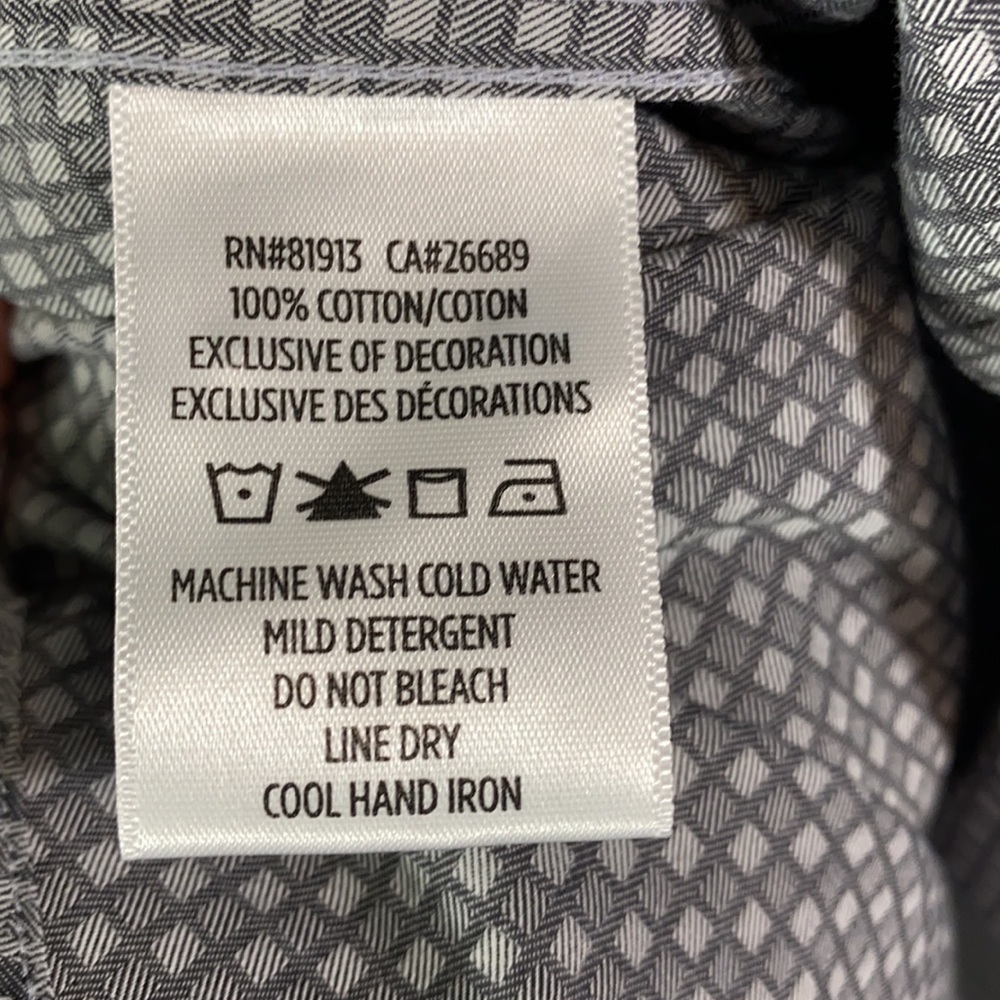 RN#81913 CA#26689
100% COTTON/COTON
EXCLUSIVE OF DECORATION
EXCLUSIVE DES DÉCORATIONS
MACHINE WASH COLD WATER
MILD DETERGENT
DO NOT BLEACH
LINE DRY
COOL HAND IRON